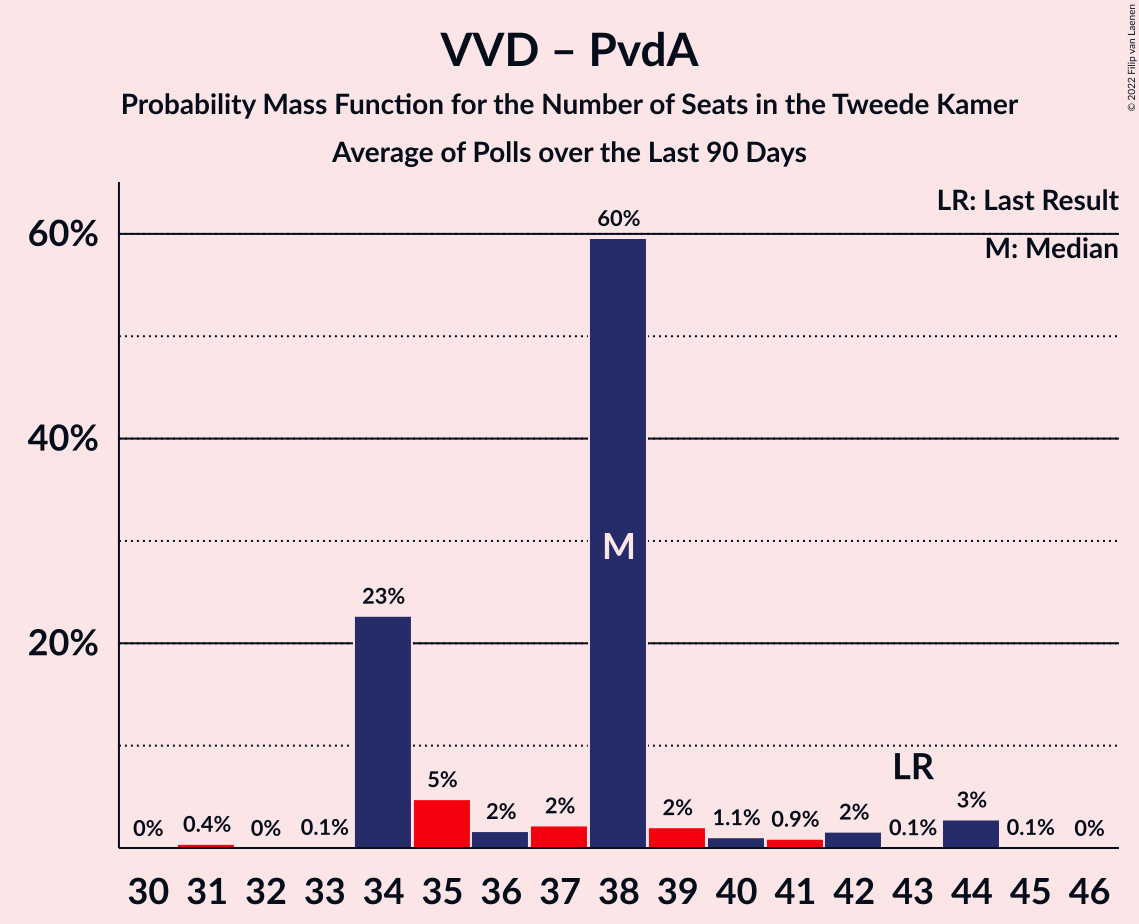 VVD – PvdA
Probability Mass Function for the Number of Seats in the Tweede Kamer
Average of Polls over the Last 90 Days
© 2022 Filip van Laenen
LR: Last Result
M: Median
60%
40%
20%
0% 0.4% 0% 0.1% 23% 5% 2% 2% 60% 2% 1.1% 0.9% 2% 0.1% 3% 0.1% 0%
M
LR
30 31 32 33 34 35 36 37 38 39 40 41 42 43 44 45 46